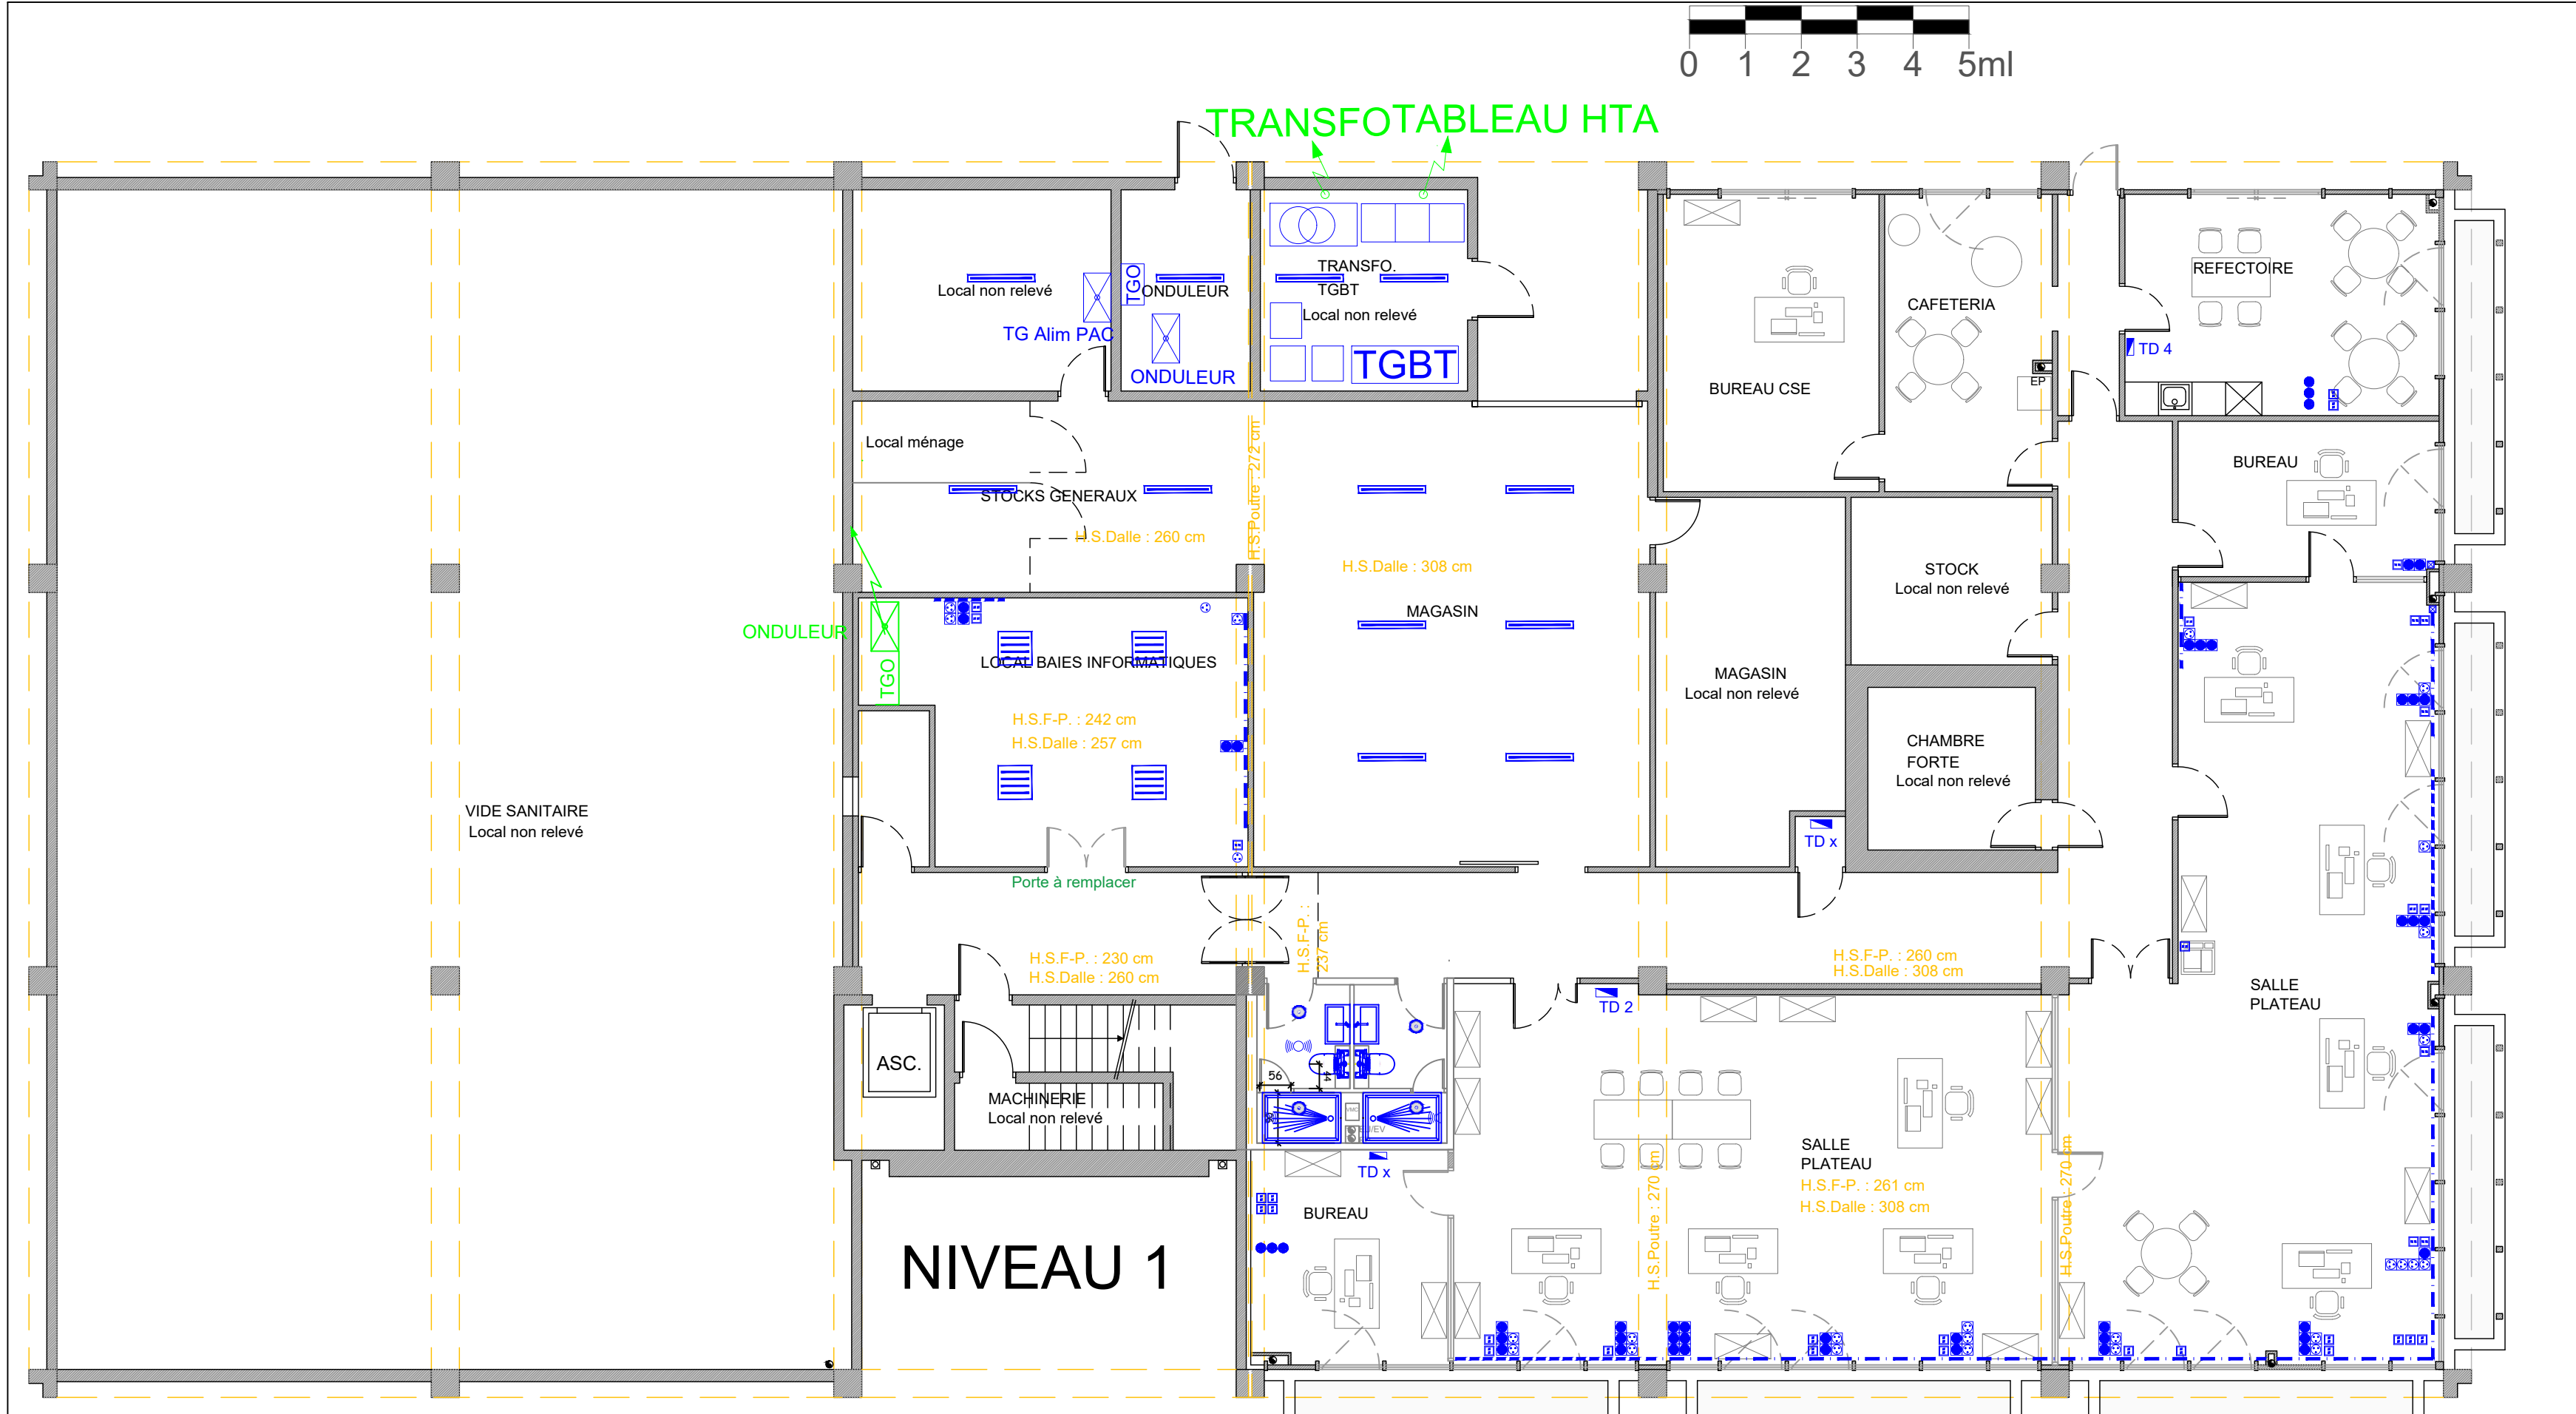 0 1 2 3 4 5ml
TRANSFO
TABLEAU HTA
TRANSFO.
TGBT
Local non relevé
TGBT
Local non relevé
TG Alim PAC
TGO
ONDULEUR
ONDULEUR
BUREAU CSE
CAFETERIA
EP
REFECTOIRE
TD 4
BUREAU
Local ménage
STOCKS GENERAUX
H.S.Dalle : 260 cm
H.S.Poutre : 272 cm
H.S.Dalle : 308 cm
MAGASIN
STOCK
Local non relevé
ONDULEUR
TGO
LOCAL BAIES INFORMATIQUES
H.S.F-P. : 242 cm
H.S.Dalle : 257 cm
MAGASIN
Local non relevé
CHAMBRE
FORTE
Local non relevé
VIDE SANITAIRE
Local non relevé
TD x
Porte à remplacer
H.S.F-P. : 230 cm
H.S.Dalle : 260 cm
H.S.F-P. :
237 cm
H.S.F-P. : 260 cm
H.S.Dalle : 308 cm
SALLE
PLATEAU
TD 2
ASC.
MACHINERIE
Local non relevé
56
44
VMC
TD x
BUREAU
SALLE
PLATEAU
H.S.F-P. : 261 cm
H.S.Dalle : 308 cm
H.S.Poutre : 270 cm
H.S.Poutre : 270 cm
NIVEAU 1